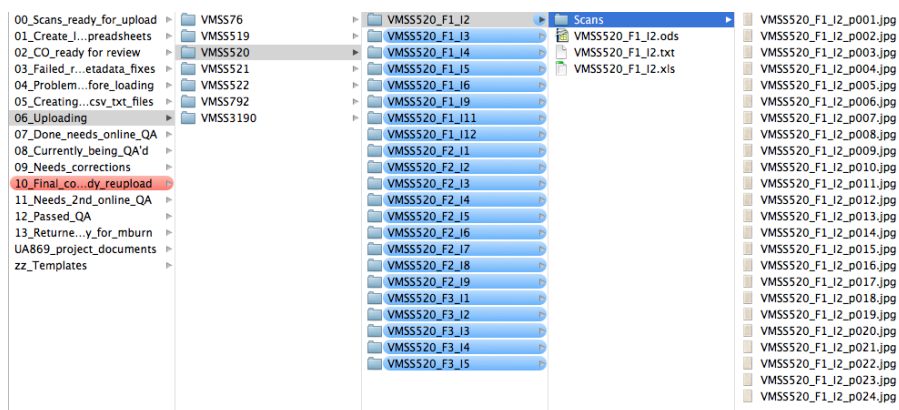 00_Scans_ready_for_upload
01_Create_l...preadsheets
02_CO_ready for review
03_Failed_r...etadata_fixes
04_Problem...fore_loading
05_Creating...csv_txt_files
06_Uploading
07_Done_needs_online_QA
08_Currently_being_QA'd
09_Needs_corrections
10_Final_co...dy_reupload
11_Needs_2nd_online_QA
12_Passed_QA
13_Returne...y_for_mburn
UA869_project_documents
zz_Templates
VMSS76
VMSS519
VMSS520
VMSS521
VMSS522
VMSS792
VMSS3190
VMSS520_F1_I2
VMSS520_F1_I3
VMSS520_F1_I4
VMSS520_F1_I5
VMSS520_F1_I6
VMSS520_F1_I9
VMSS520_F1_I11
VMSS520_F1_I12
VMSS520_F2_I1
VMSS520_F2_I2
VMSS520_F2_I3
VMSS520_F2_I4
VMSS520_F2_I5
VMSS520_F2_I6
VMSS520_F2_I7
VMSS520_F2_I8
VMSS520_F2_I9
VMSS520_F3_I1
VMSS520_F3_I2
VMSS520_F3_I3
VMSS520_F3_I4
VMSS520_F3_I5
Scans
VMSS520_F1_I2.ods
VMSS520_F1_I2.txt
VMSS520_F1_I2.xls
VMSS520_F1_I2_p001.jpg
VMSS520_F1_I2_p002.jpg
VMSS520_F1_I2_p003.jpg
VMSS520_F1_I2_p004.jpg
VMSS520_F1_I2_p005.jpg
VMSS520_F1_I2_p006.jpg
VMSS520_F1_I2_p007.jpg
VMSS520_F1_I2_p008.jpg
VMSS520_F1_I2_p009.jpg
VMSS520_F1_I2_p010.jpg
VMSS520_F1_I2_p011.jpg
VMSS520_F1_I2_p012.jpg
VMSS520_F1_I2_p013.jpg
VMSS520_F1_I2_p014.jpg
VMSS520_F1_I2_p015.jpg
VMSS520_F1_I2_p016.jpg
VMSS520_F1_I2_p017.jpg
VMSS520_F1_I2_p018.jpg
VMSS520_F1_I2_p019.jpg
VMSS520_F1_I2_p020.jpg
VMSS520_F1_I2_p021.jpg
VMSS520_F1_I2_p022.jpg
VMSS520_F1_I2_p023.jpg
VMSS520_F1_I2_p024.jpg